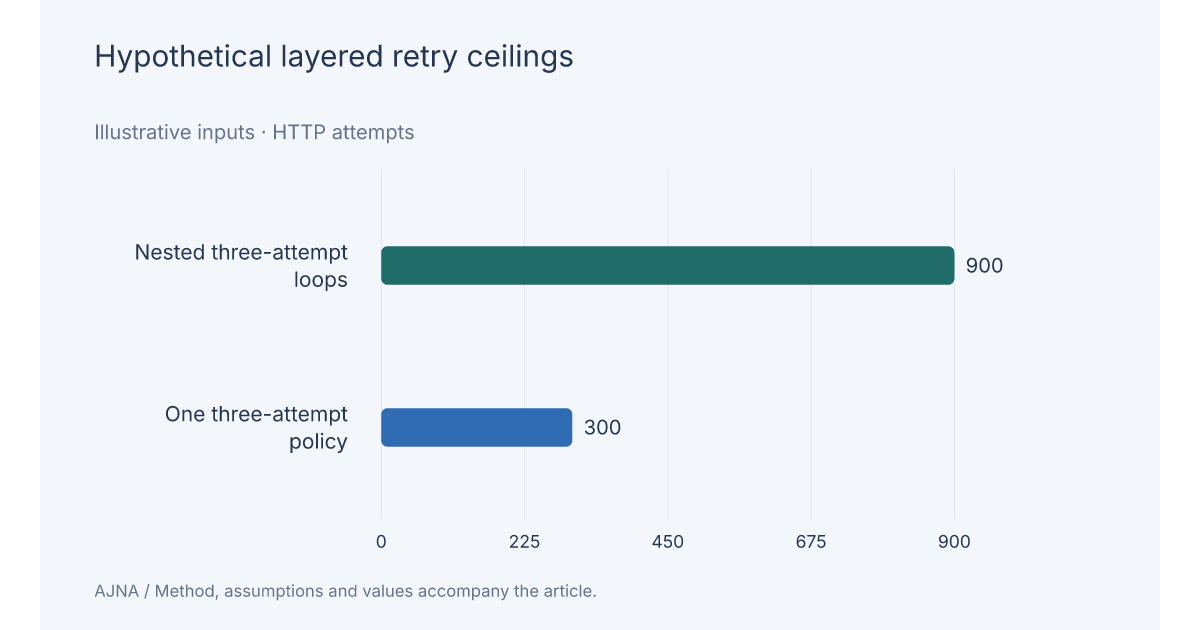 Hypothetical layered retry ceilings
Illustrative inputs · HTTP attempts
Nested three-attempt
loops
900
One three-attempt
policy
300
0 225 450 675 900
AJNA / Method, assumptions and values accompany the article.